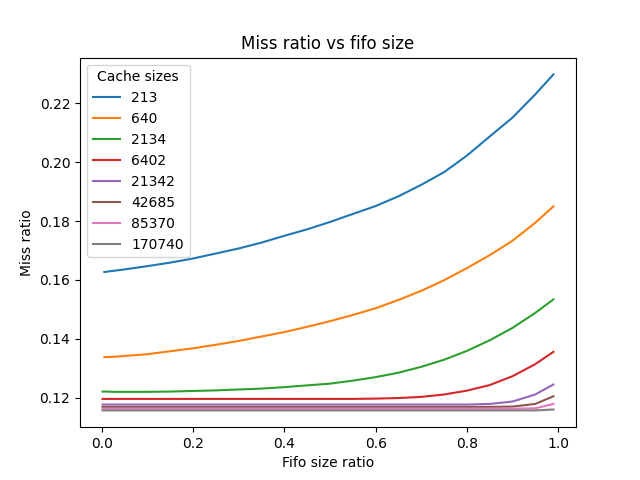 Miss ratio vs fifo size
Cache sizes
213
640
2134
6402
21342
42685
85370
170740
0.22
0.20
0.18
0.16
0.14
0.12
Miss ratio
0.0 0.2 0.4 0.6 0.8 1.0
Fifo size ratio